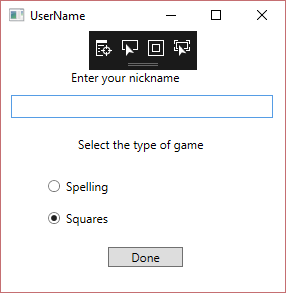 UserName
Enter your nickname
Select the type of game
Spelling
Squares
Done